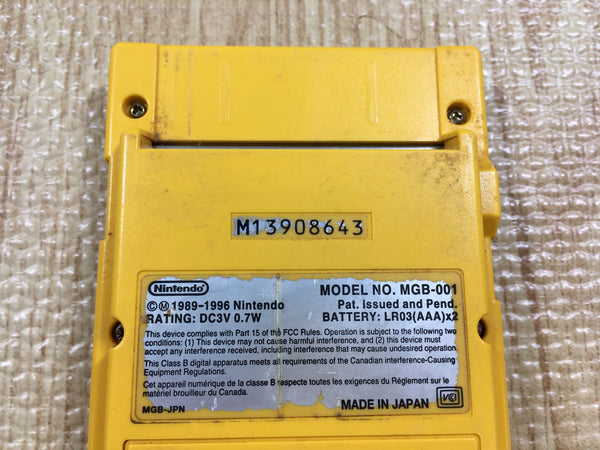 M13908643
Nintendo
MODEL NO. MGB-001
©Ⓜ1989-1996 Nintendo
Pat. Issued and Pend.
RATING: DC3V 0.7W
BATTERY: LR03(AAA)x2
This device complies with Part 15 of the FCC Rules. Operation is subject to the following two
conditions: (1) This device may not cause harmful interference, and (2) this device must accept
any interference received, including interference that may cause undesired operation.
This Class B digital apparatus meets all requirements of the Canadian Interference-Causing
Equipment Regulations.
Cet appareil numérique de la classe B respecte toutes les exigences du Règlement sur le
matériel brouilleur du Canada.
MGB-JPN
MADE IN JAPAN
VCI